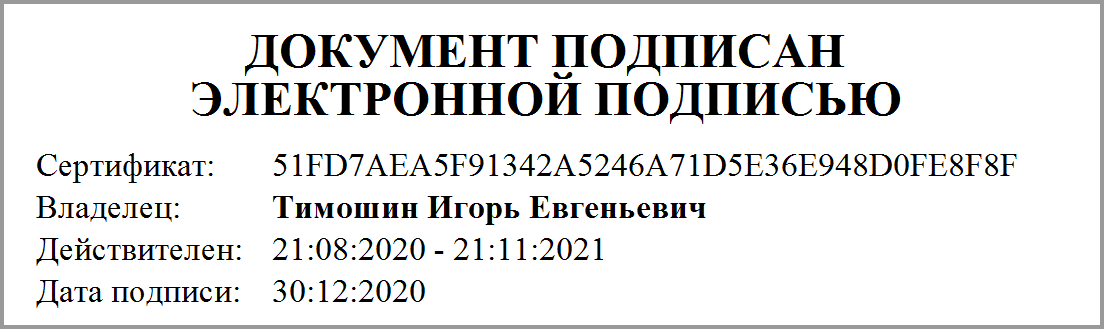 ДОКУМЕНТ ПОДПИСАН
ЭЛЕКТРОННОЙ ПОДПИСЬЮ
Сертификат: 51FD7AEA5F91342A5246A71D5E36E948D0FE8F8F
Владелец: Тимошин Игорь Евгеньевич
Действителен: 21:08:2020 - 21:11:2021
Дата подписи: 30:12:2020